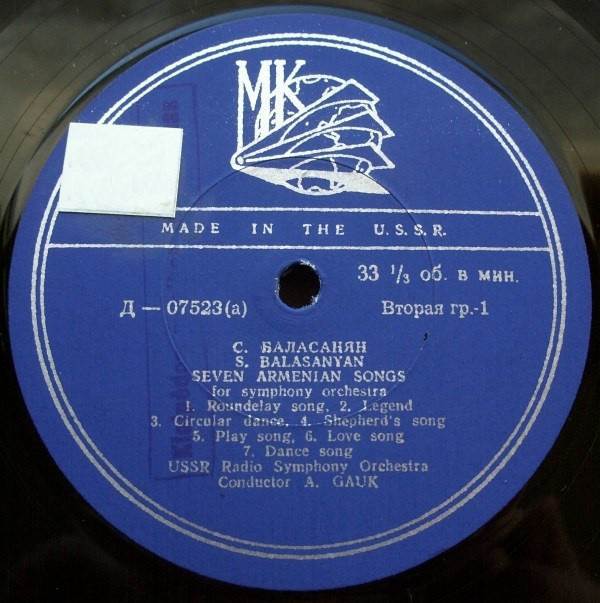 МК
MADE IN THE U.S.S.R.
33 1/3 об. в мин.
Д — 07523(а)
Вторая гр.-1
С. БАЛАСАНЯН
S. BALASANYAN
SEVEN ARMENIAN SONGS
for symphony orchestra
1. Roundelay song, 2. Legend
3. Circular dance, 4. Shepherd's song
5. Play song, 6. Love song
7. Dance song
USSR Radio Symphony Orchestra
Conductor A. GAUK